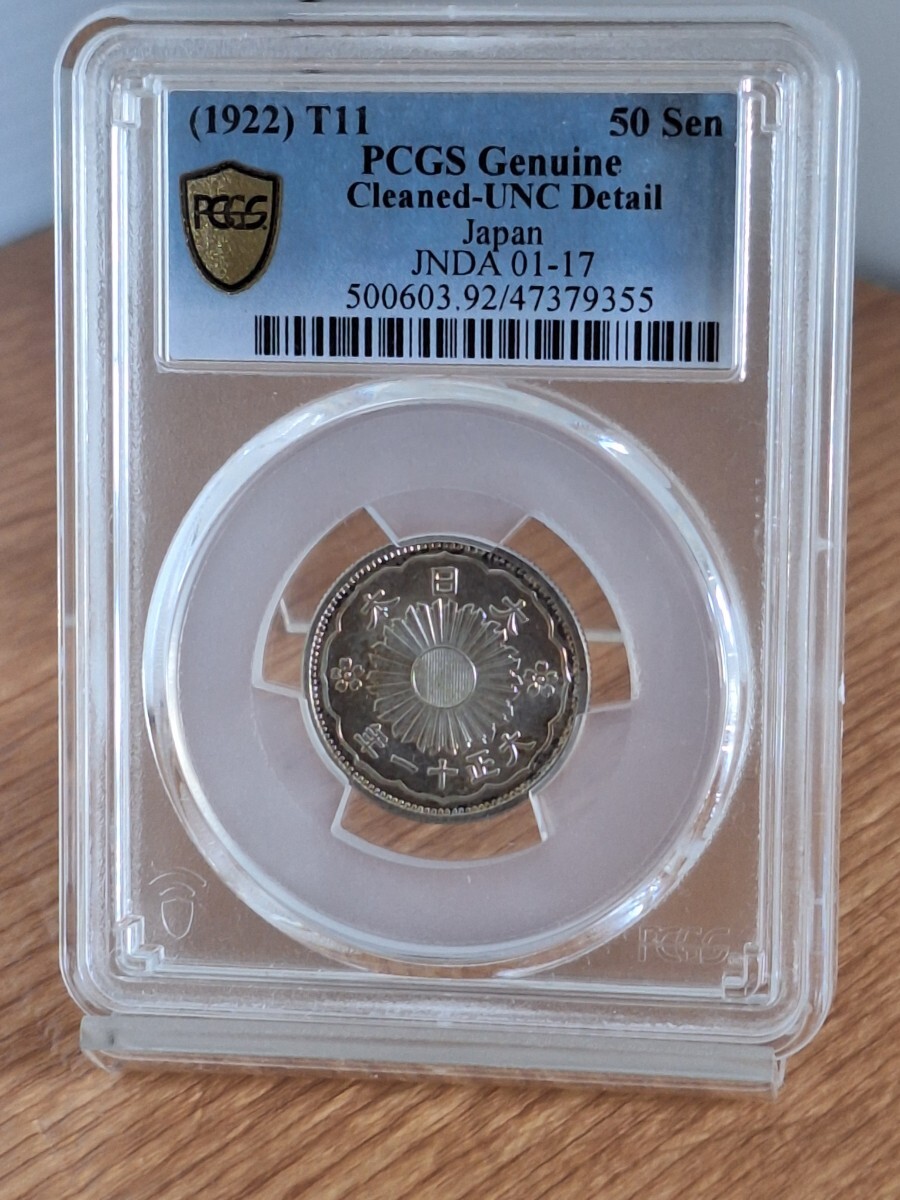 (1922) T11 50 Sen
PCGS Genuine
PCGS
Cleaned-UNC Detail
Japan
JNDA 01-17
500603.92/47379355
大日本
大正十一年
PCGS